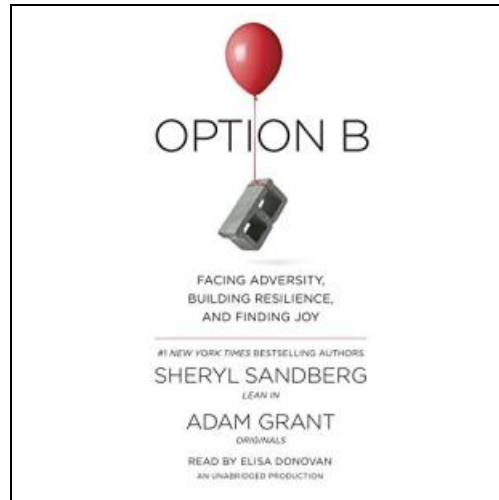 OPTION B
FACING ADVERSITY,
BUILDING RESILIENCE,
AND FINDING JOY
#1 NEW YORK TIMES BESTSELLING AUTHORS
SHERYL SANDBERG
LEAN IN
ADAM GRANT
ORIGINALS
READ BY ELISA DONOVAN
AN UNABRIDGED PRODUCTION